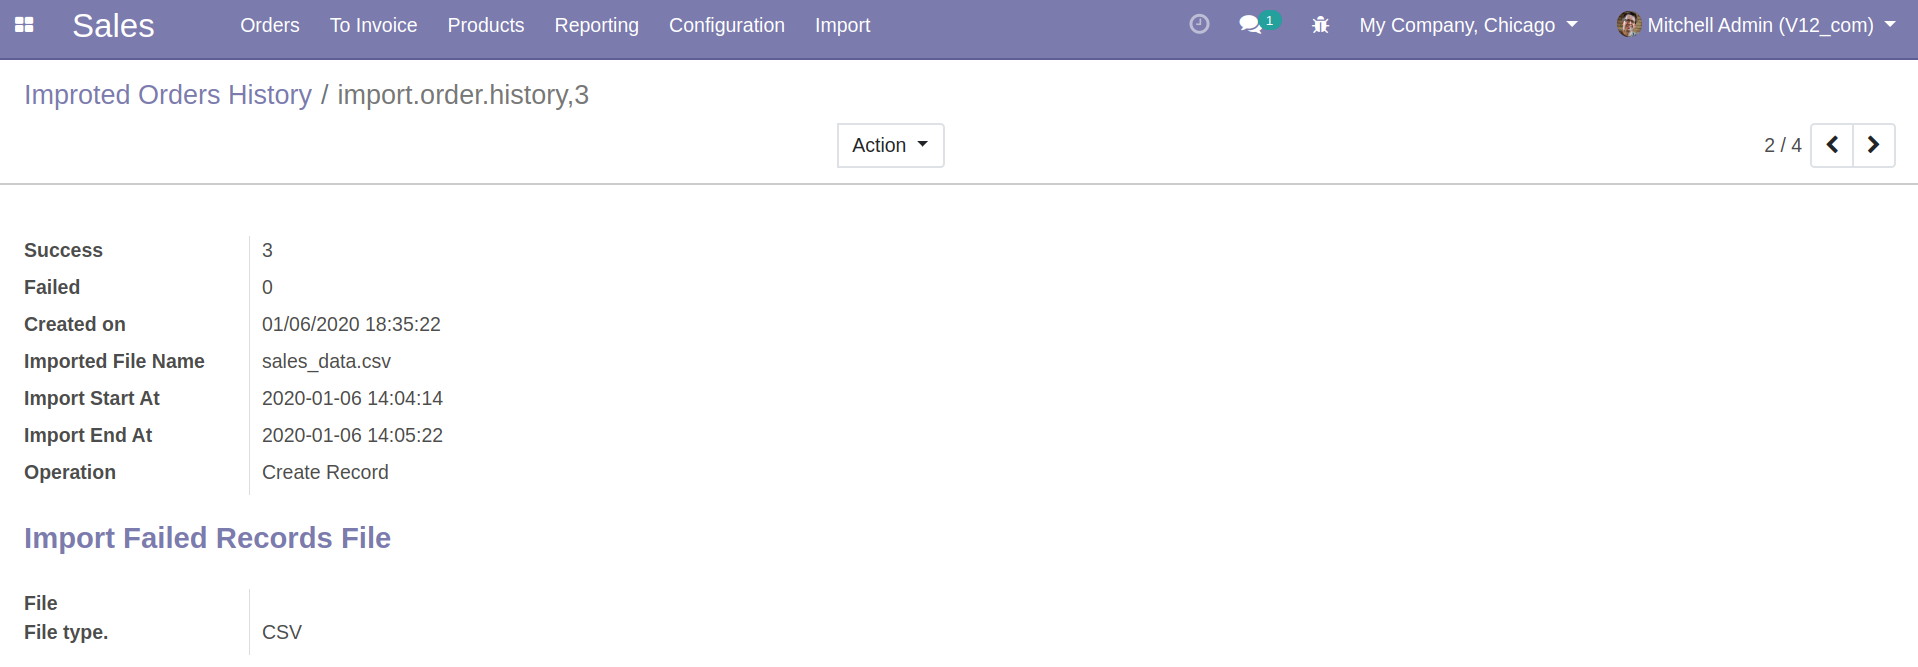 Sales Orders To Invoice Products Reporting Configuration Import 1 My Company, Chicago Mitchell Admin (V12_com)
Improted Orders History / import.order.history,3
Action 2 / 4
Success 3
Failed 0
Created on 01/06/2020 18:35:22
Imported File Name sales_data.csv
Import Start At 2020-01-06 14:04:14
Import End At 2020-01-06 14:05:22
Operation Create Record
Import Failed Records File
File
File type. CSV